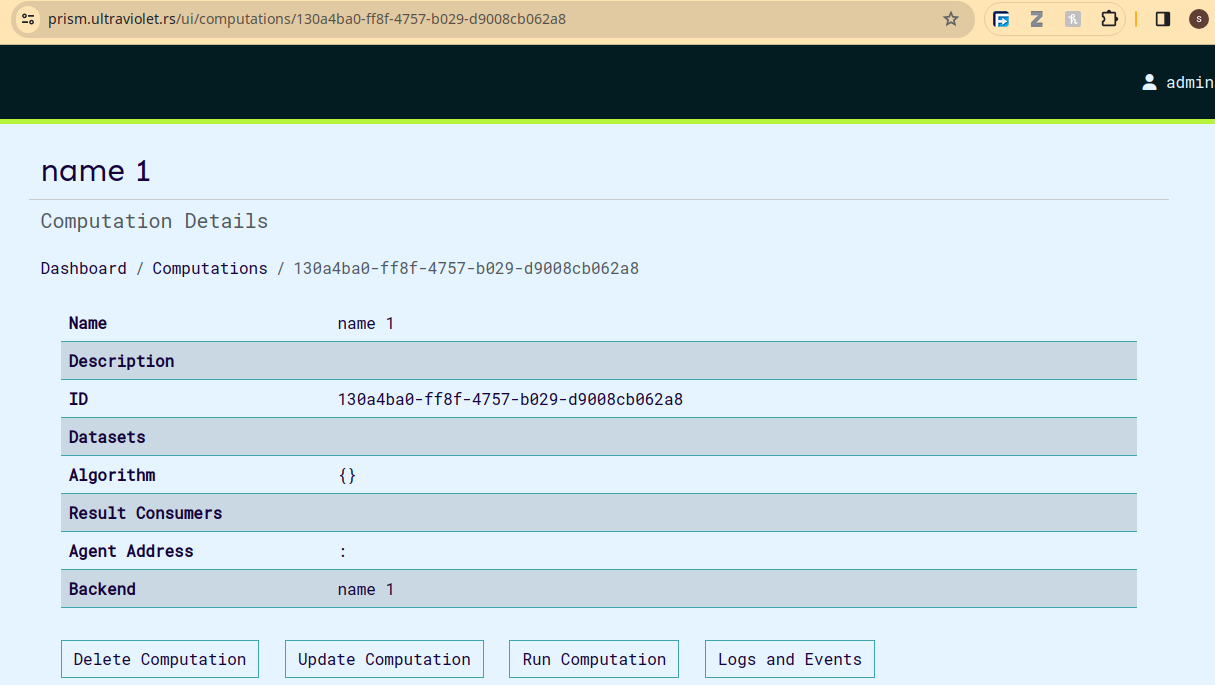 prism.ultraviolet.rs/ui/computations/130a4ba0-ff8f-4757-b029-d9008cb062a8
S
admin
name 1
Computation Details
Dashboard / Computations / 130a4ba0-ff8f-4757-b029-d9008cb062a8
Name name 1
Description
ID 130a4ba0-ff8f-4757-b029-d9008cb062a8
Datasets
Algorithm {}
Result Consumers
Agent Address :
Backend name 1
Delete Computation Update Computation Run Computation Logs and Events